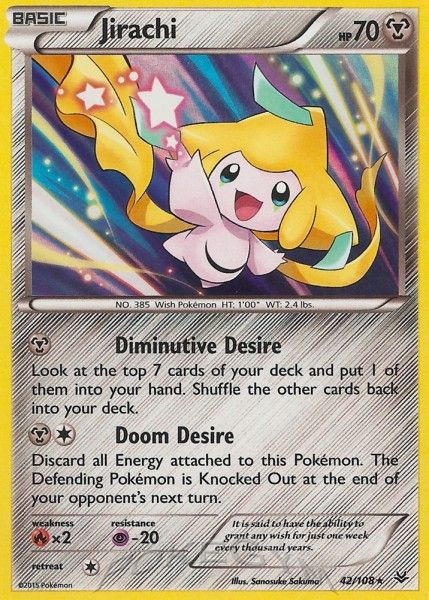 BASIC
Jirachi
HP 70
NO. 385 Wish Pokémon HT: 1'00" WT: 2.4 lbs.
Diminutive Desire
Look at the top 7 cards of your deck and put 1 of
them into your hand. Shuffle the other cards back
into your deck.
Doom Desire
Discard all Energy attached to this Pokémon. The
Defending Pokémon is Knocked Out at the end of
your opponent's next turn.
weakness resistance
×2 -20
It is said to have the ability to
grant any wish for just one week
every thousand years.
retreat
©2015 Pokémon
Illus. Sanosuke Sakuma
42/108